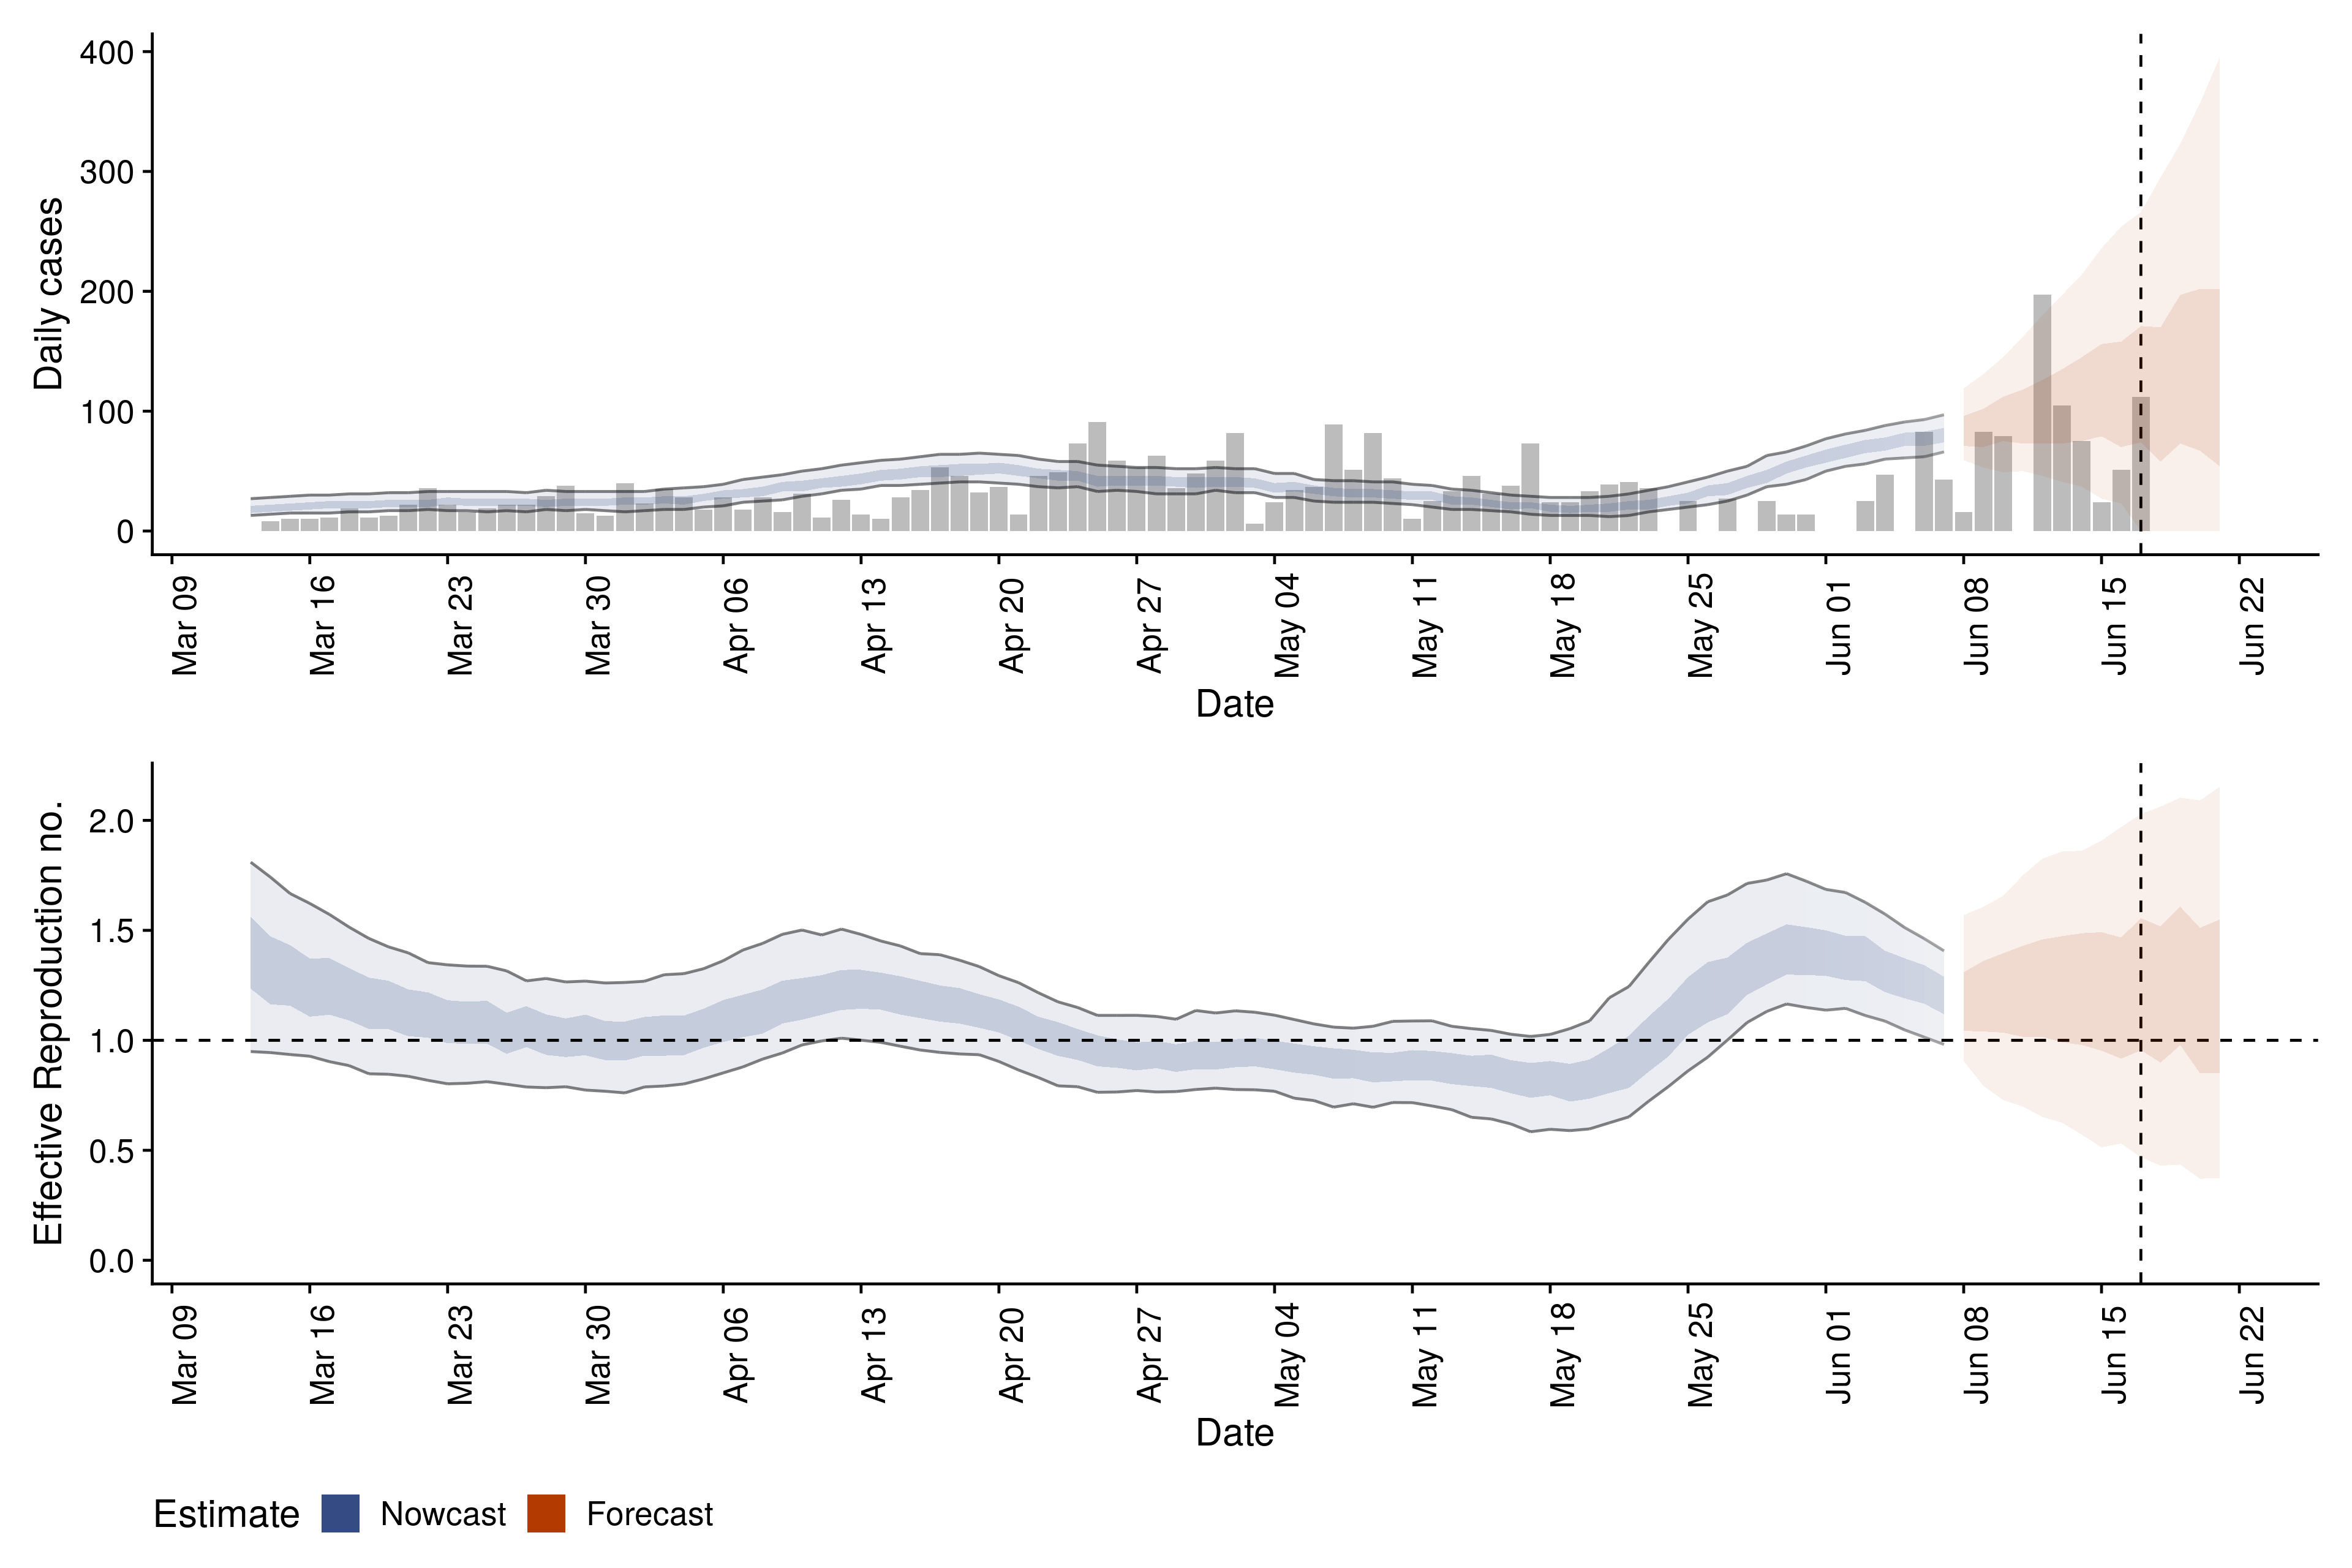 400
300
200
100
0
Daily cases
Mar 09 Mar 16 Mar 23 Mar 30 Apr 06 Apr 13 Apr 20 Apr 27 May 04 May 11 May 18 May 25 Jun 01 Jun 08 Jun 15 Jun 22
Date
2.0
1.5
1.0
0.5
0.0
Effective Reproduction no.
Mar 09 Mar 16 Mar 23 Mar 30 Apr 06 Apr 13 Apr 20 Apr 27 May 04 May 11 May 18 May 25 Jun 01 Jun 08 Jun 15 Jun 22
Date
Estimate Nowcast Forecast